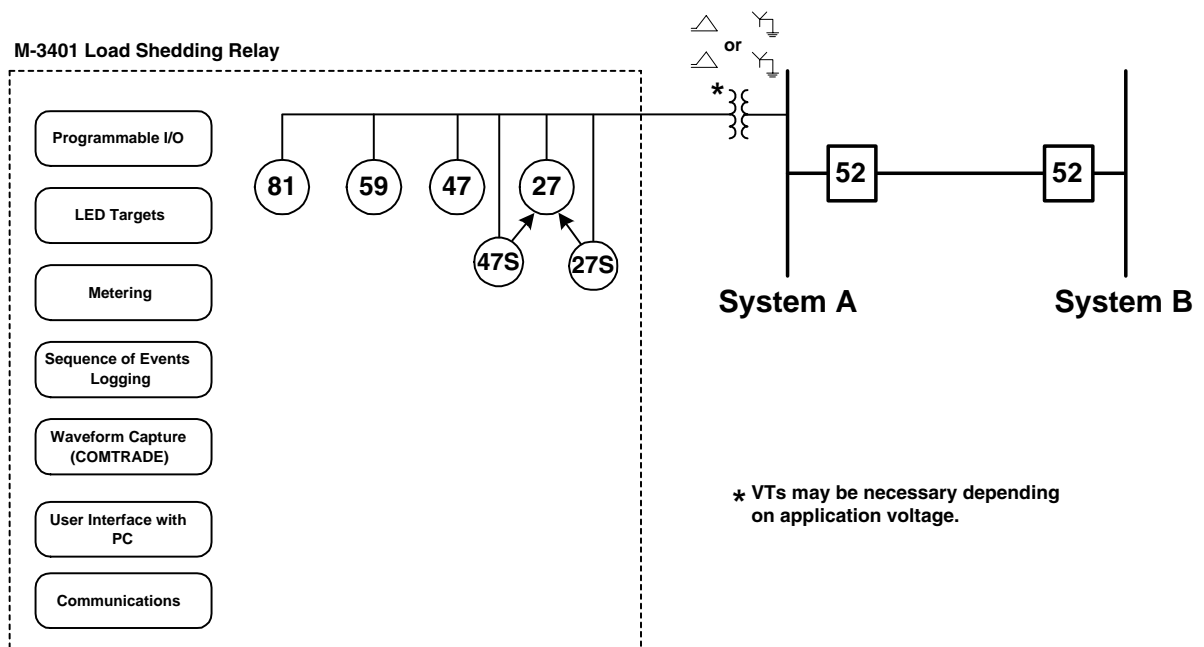 M-3401 Load Shedding Relay
or
*
Programmable I/O
LED Targets
Metering
Sequence of Events
Logging
Waveform Capture
(COMTRADE)
User Interface with
PC
Communications
81
59
47
27
47S
27S
52
52
System A
System B
* VTs may be necessary depending
on application voltage.